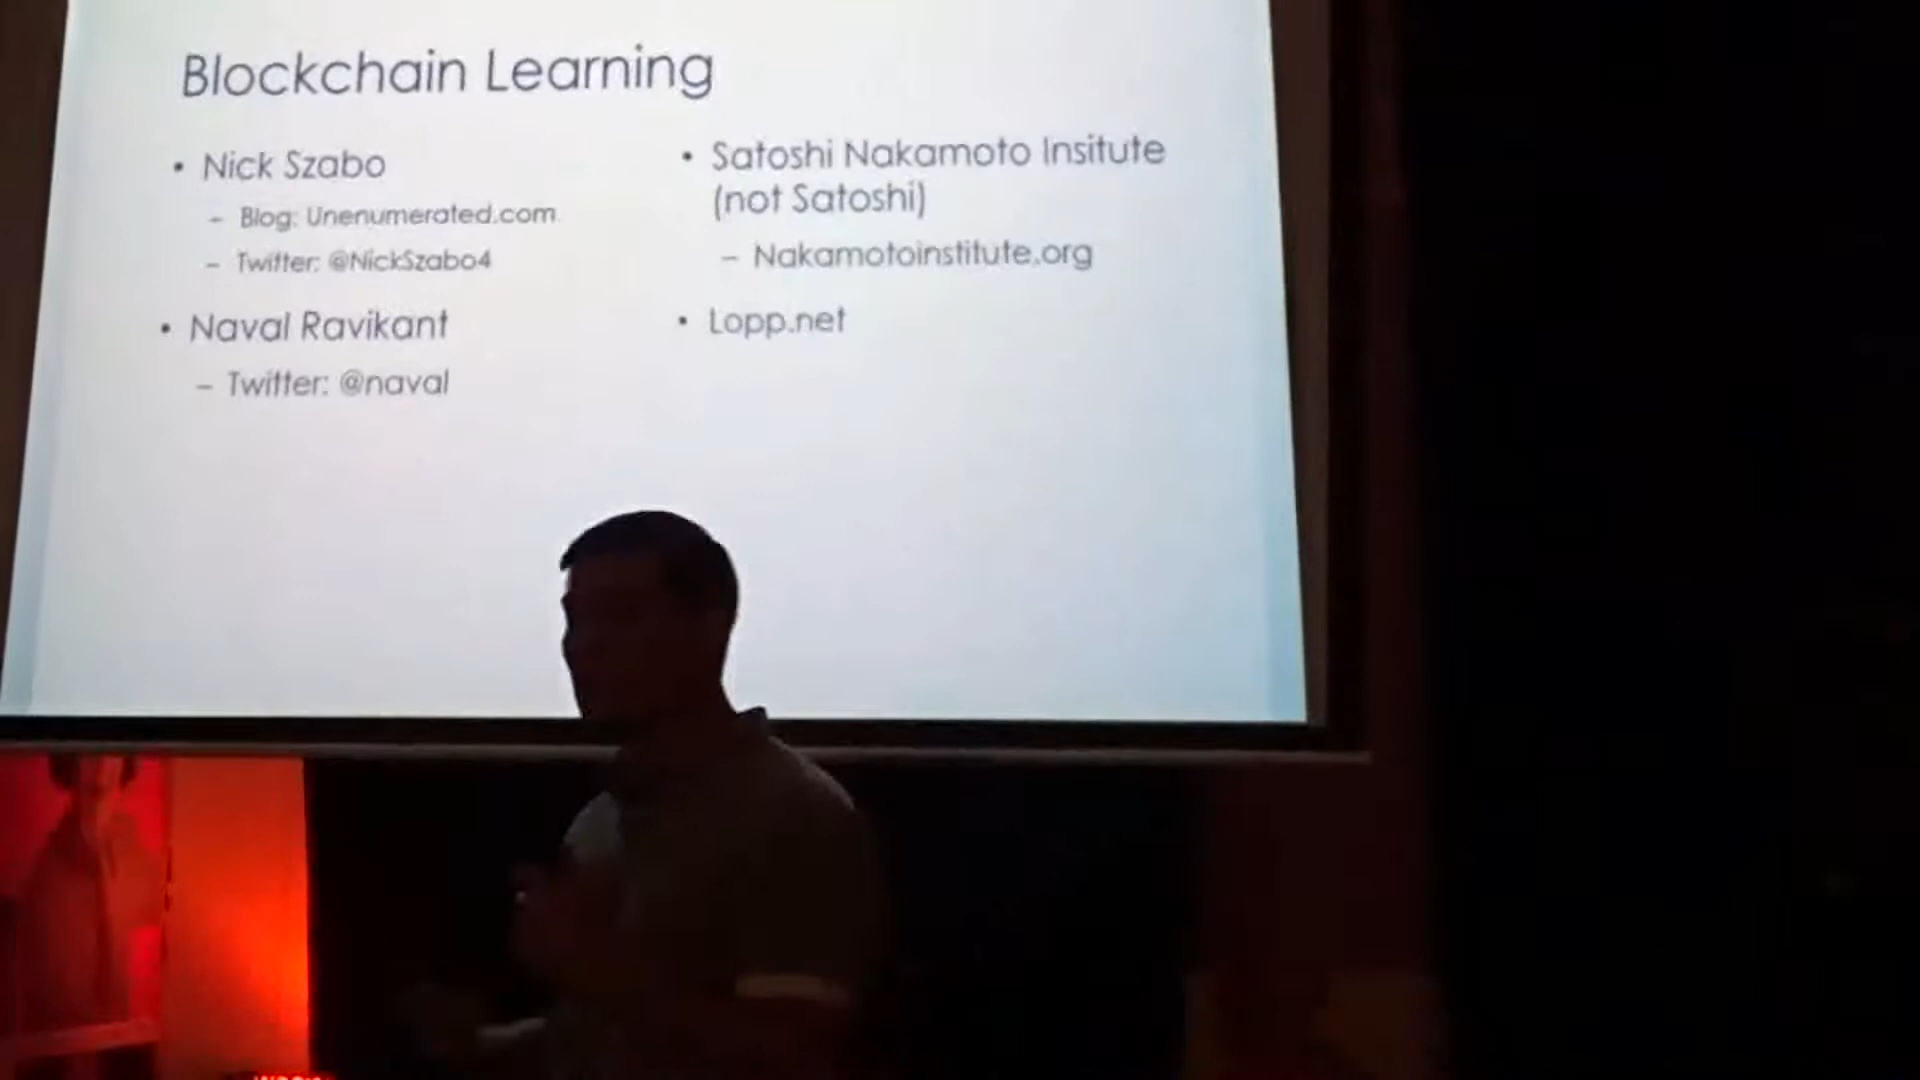 Blockchain Learning
• Nick Szabo
– Blog: Unenumerated.com
– Twitter: @NickSzabo4
• Naval Ravikant
– Twitter: @naval
• Satoshi Nakamoto Insitute
(not Satoshi)
– Nakamotoinstitute.org
• Lopp.net